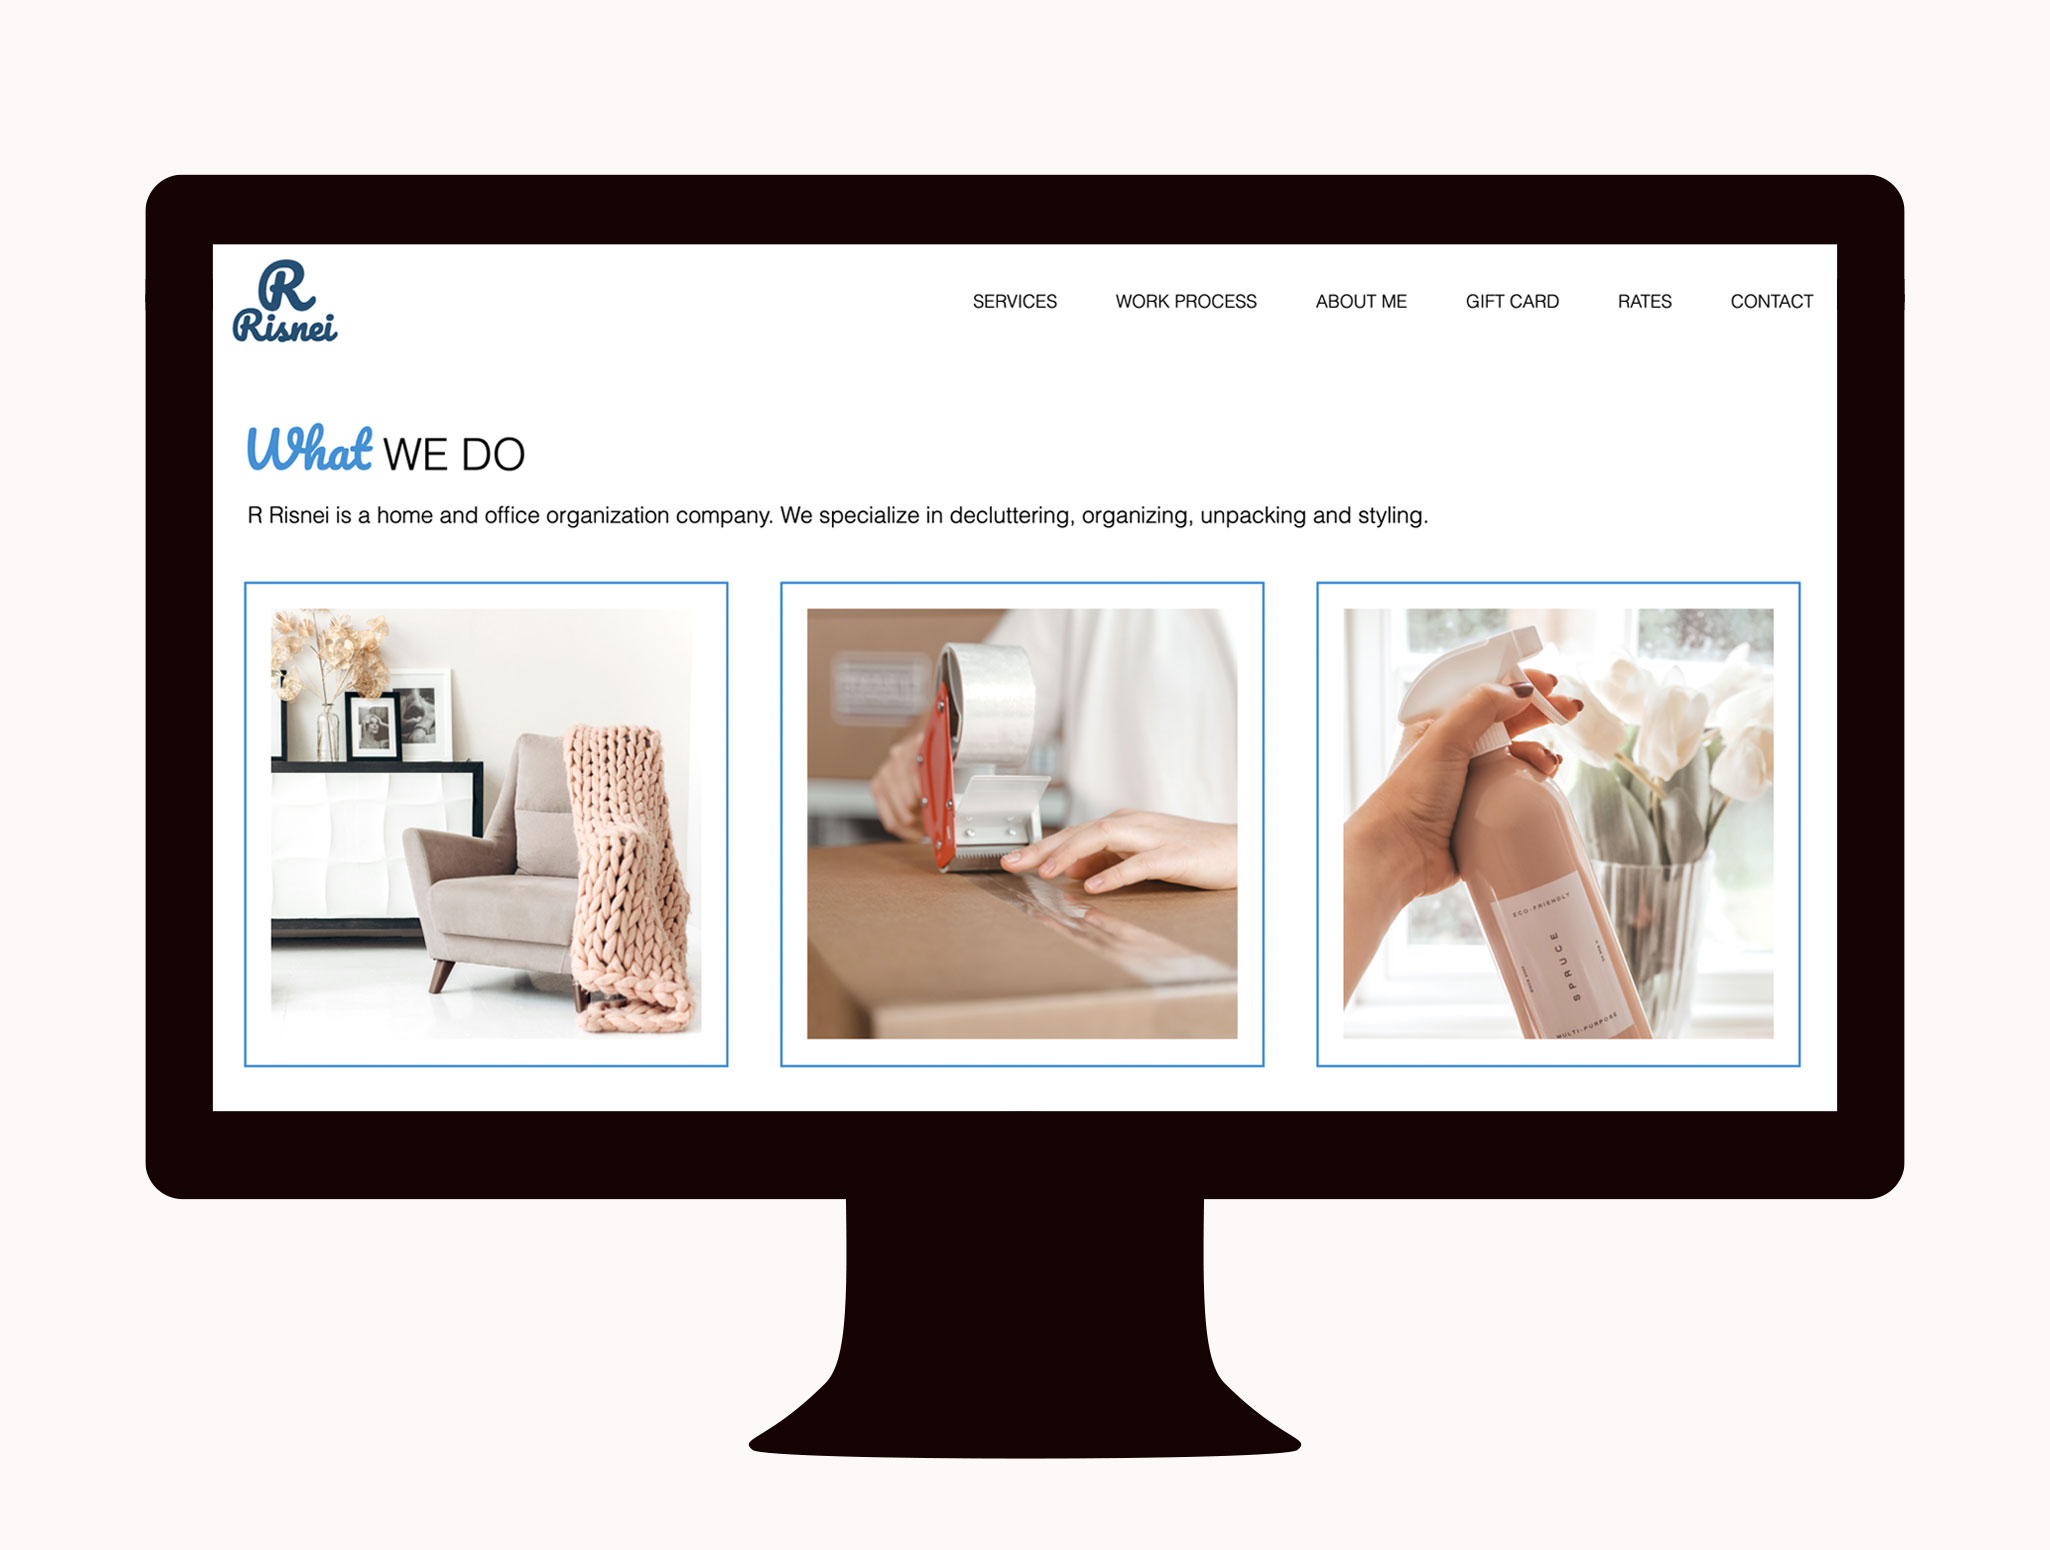 R
Risnei
SERVICES WORK PROCESS ABOUT ME GIFT CARD RATES CONTACT
What WE DO
R Risnei is a home and office organization company. We specialize in decluttering, organizing, unpacking and styling.
ECO-FRIENDLY
SPRUCE
MULTI-PURPOSE